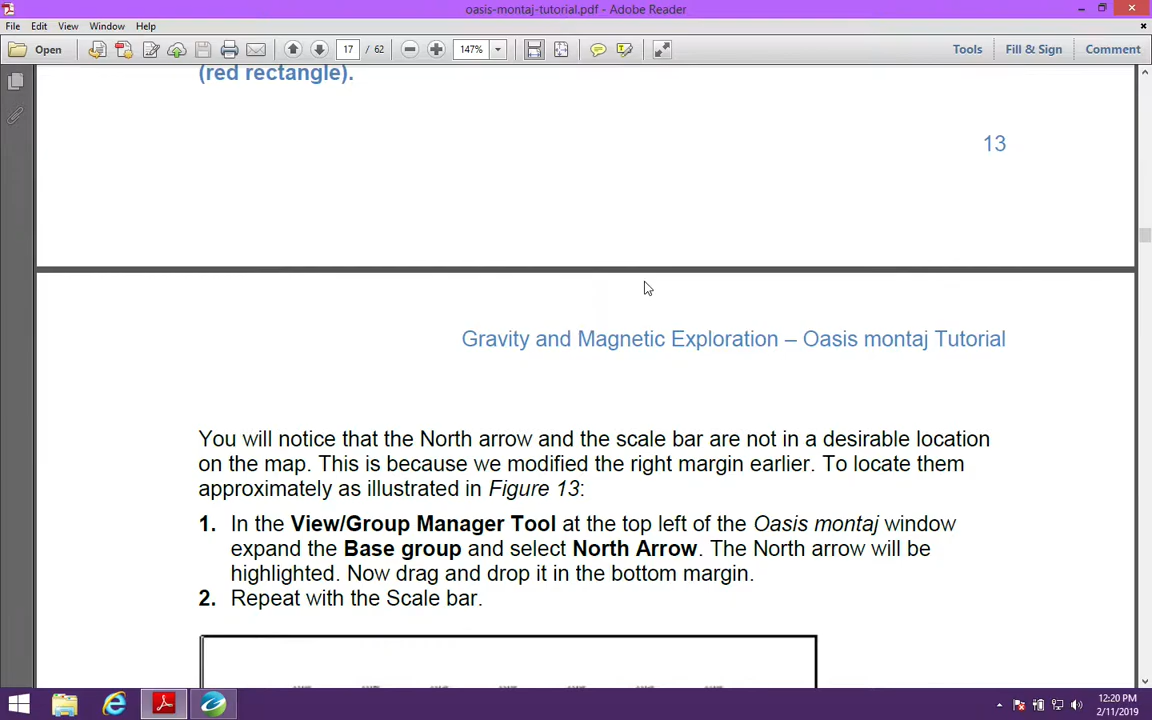 oasis-montaj-tutorial.pdf - Adobe Reader
File Edit View Window Help
Open 17 / 62 147% Tools Fill & Sign Comment
(red rectangle).
13
Gravity and Magnetic Exploration – Oasis montaj Tutorial
You will notice that the North arrow and the scale bar are not in a desirable location
on the map. This is because we modified the right margin earlier. To locate them
approximately as illustrated in Figure 13:
1. In the View/Group Manager Tool at the top left of the Oasis montaj window
expand the Base group and select North Arrow. The North arrow will be
highlighted. Now drag and drop it in the bottom margin.
2. Repeat with the Scale bar.
12:20 PM
2/11/2019